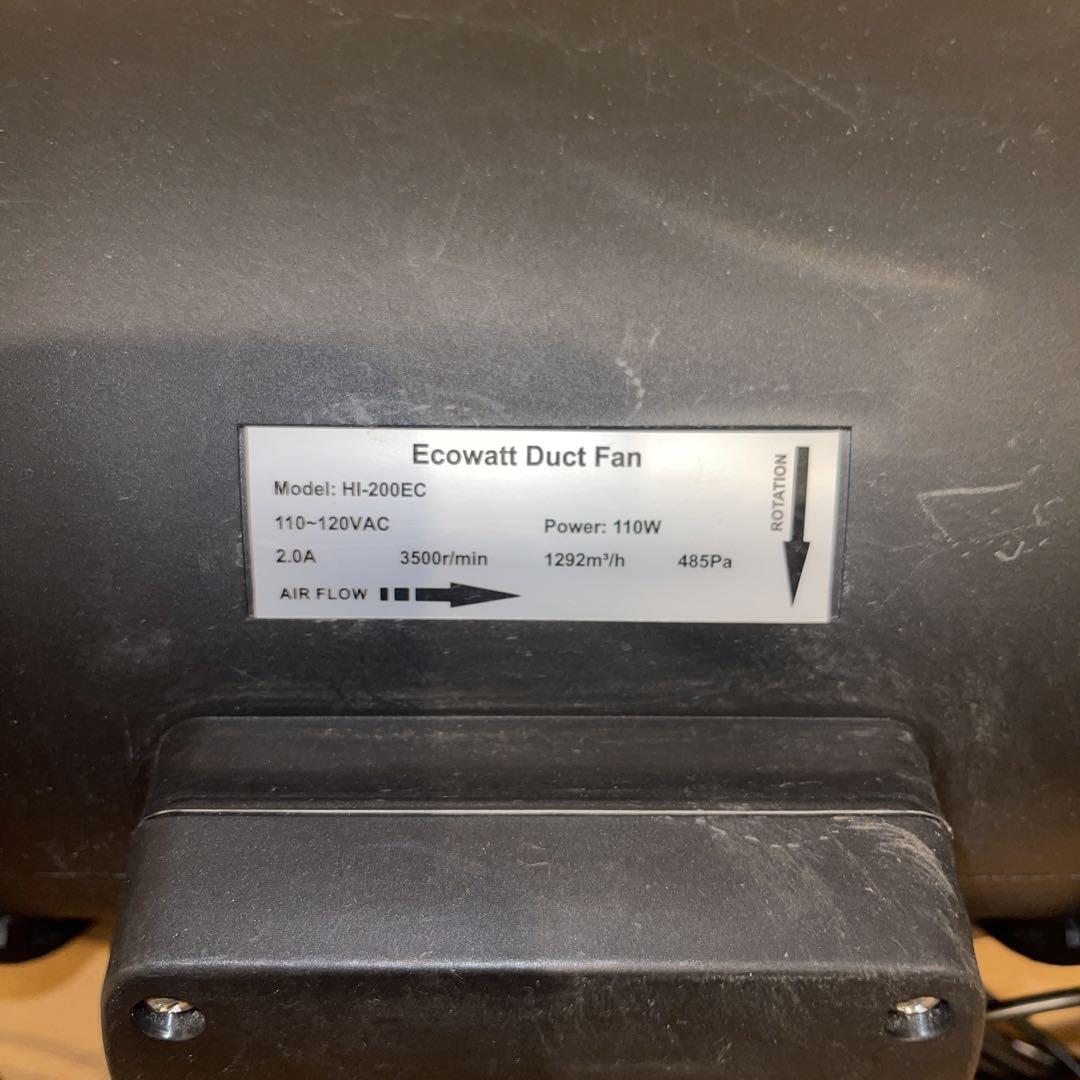 Ecowatt Duct Fan
Model: HI-200EC
110~120VAC Power: 110W
2.0A 3500r/min 1292m³/h 485Pa
AIR FLOW
ROTATION